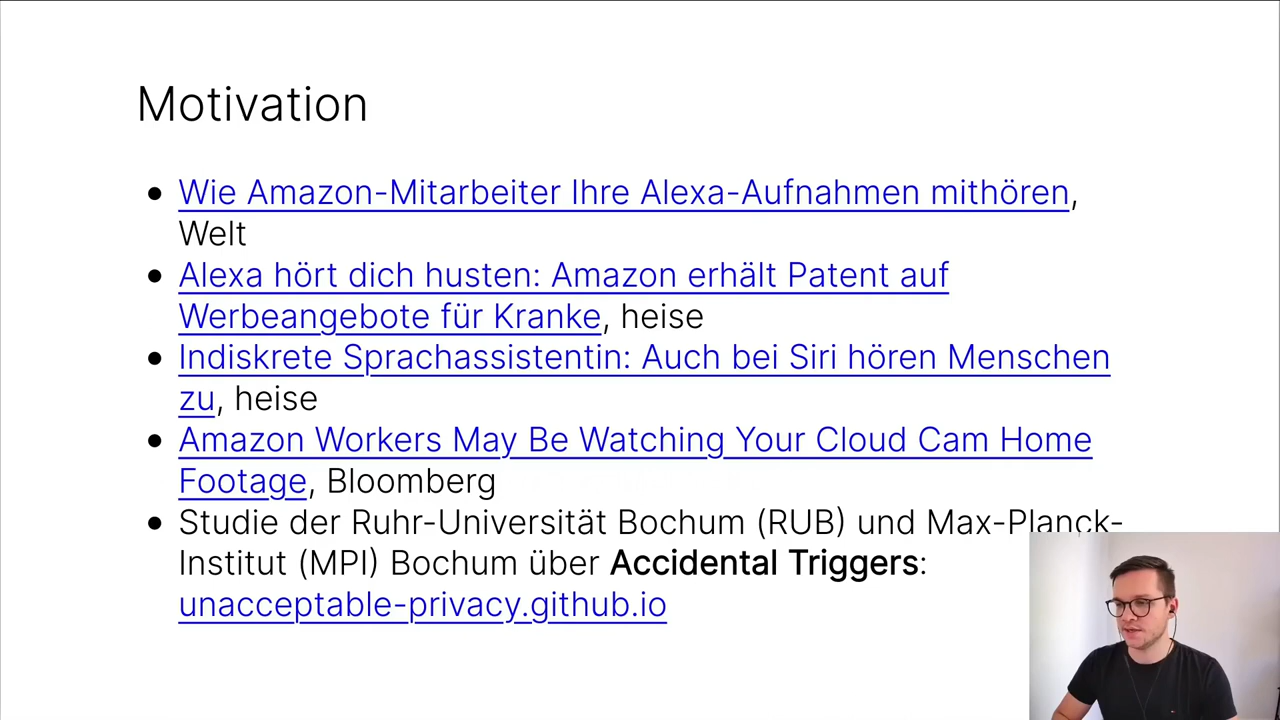 Motivation
Wie Amazon-Mitarbeiter Ihre Alexa-Aufnahmen mithören,
Welt
Alexa hört dich husten: Amazon erhält Patent auf
Werbeangebote für Kranke, heise
Indiskrete Sprachassistentin: Auch bei Siri hören Menschen
zu, heise
Amazon Workers May Be Watching Your Cloud Cam Home
Footage, Bloomberg
Studie der Ruhr-Universität Bochum (RUB) und Max-Planck-
Institut (MPI) Bochum über Accidental Triggers:
unacceptable-privacy.github.io